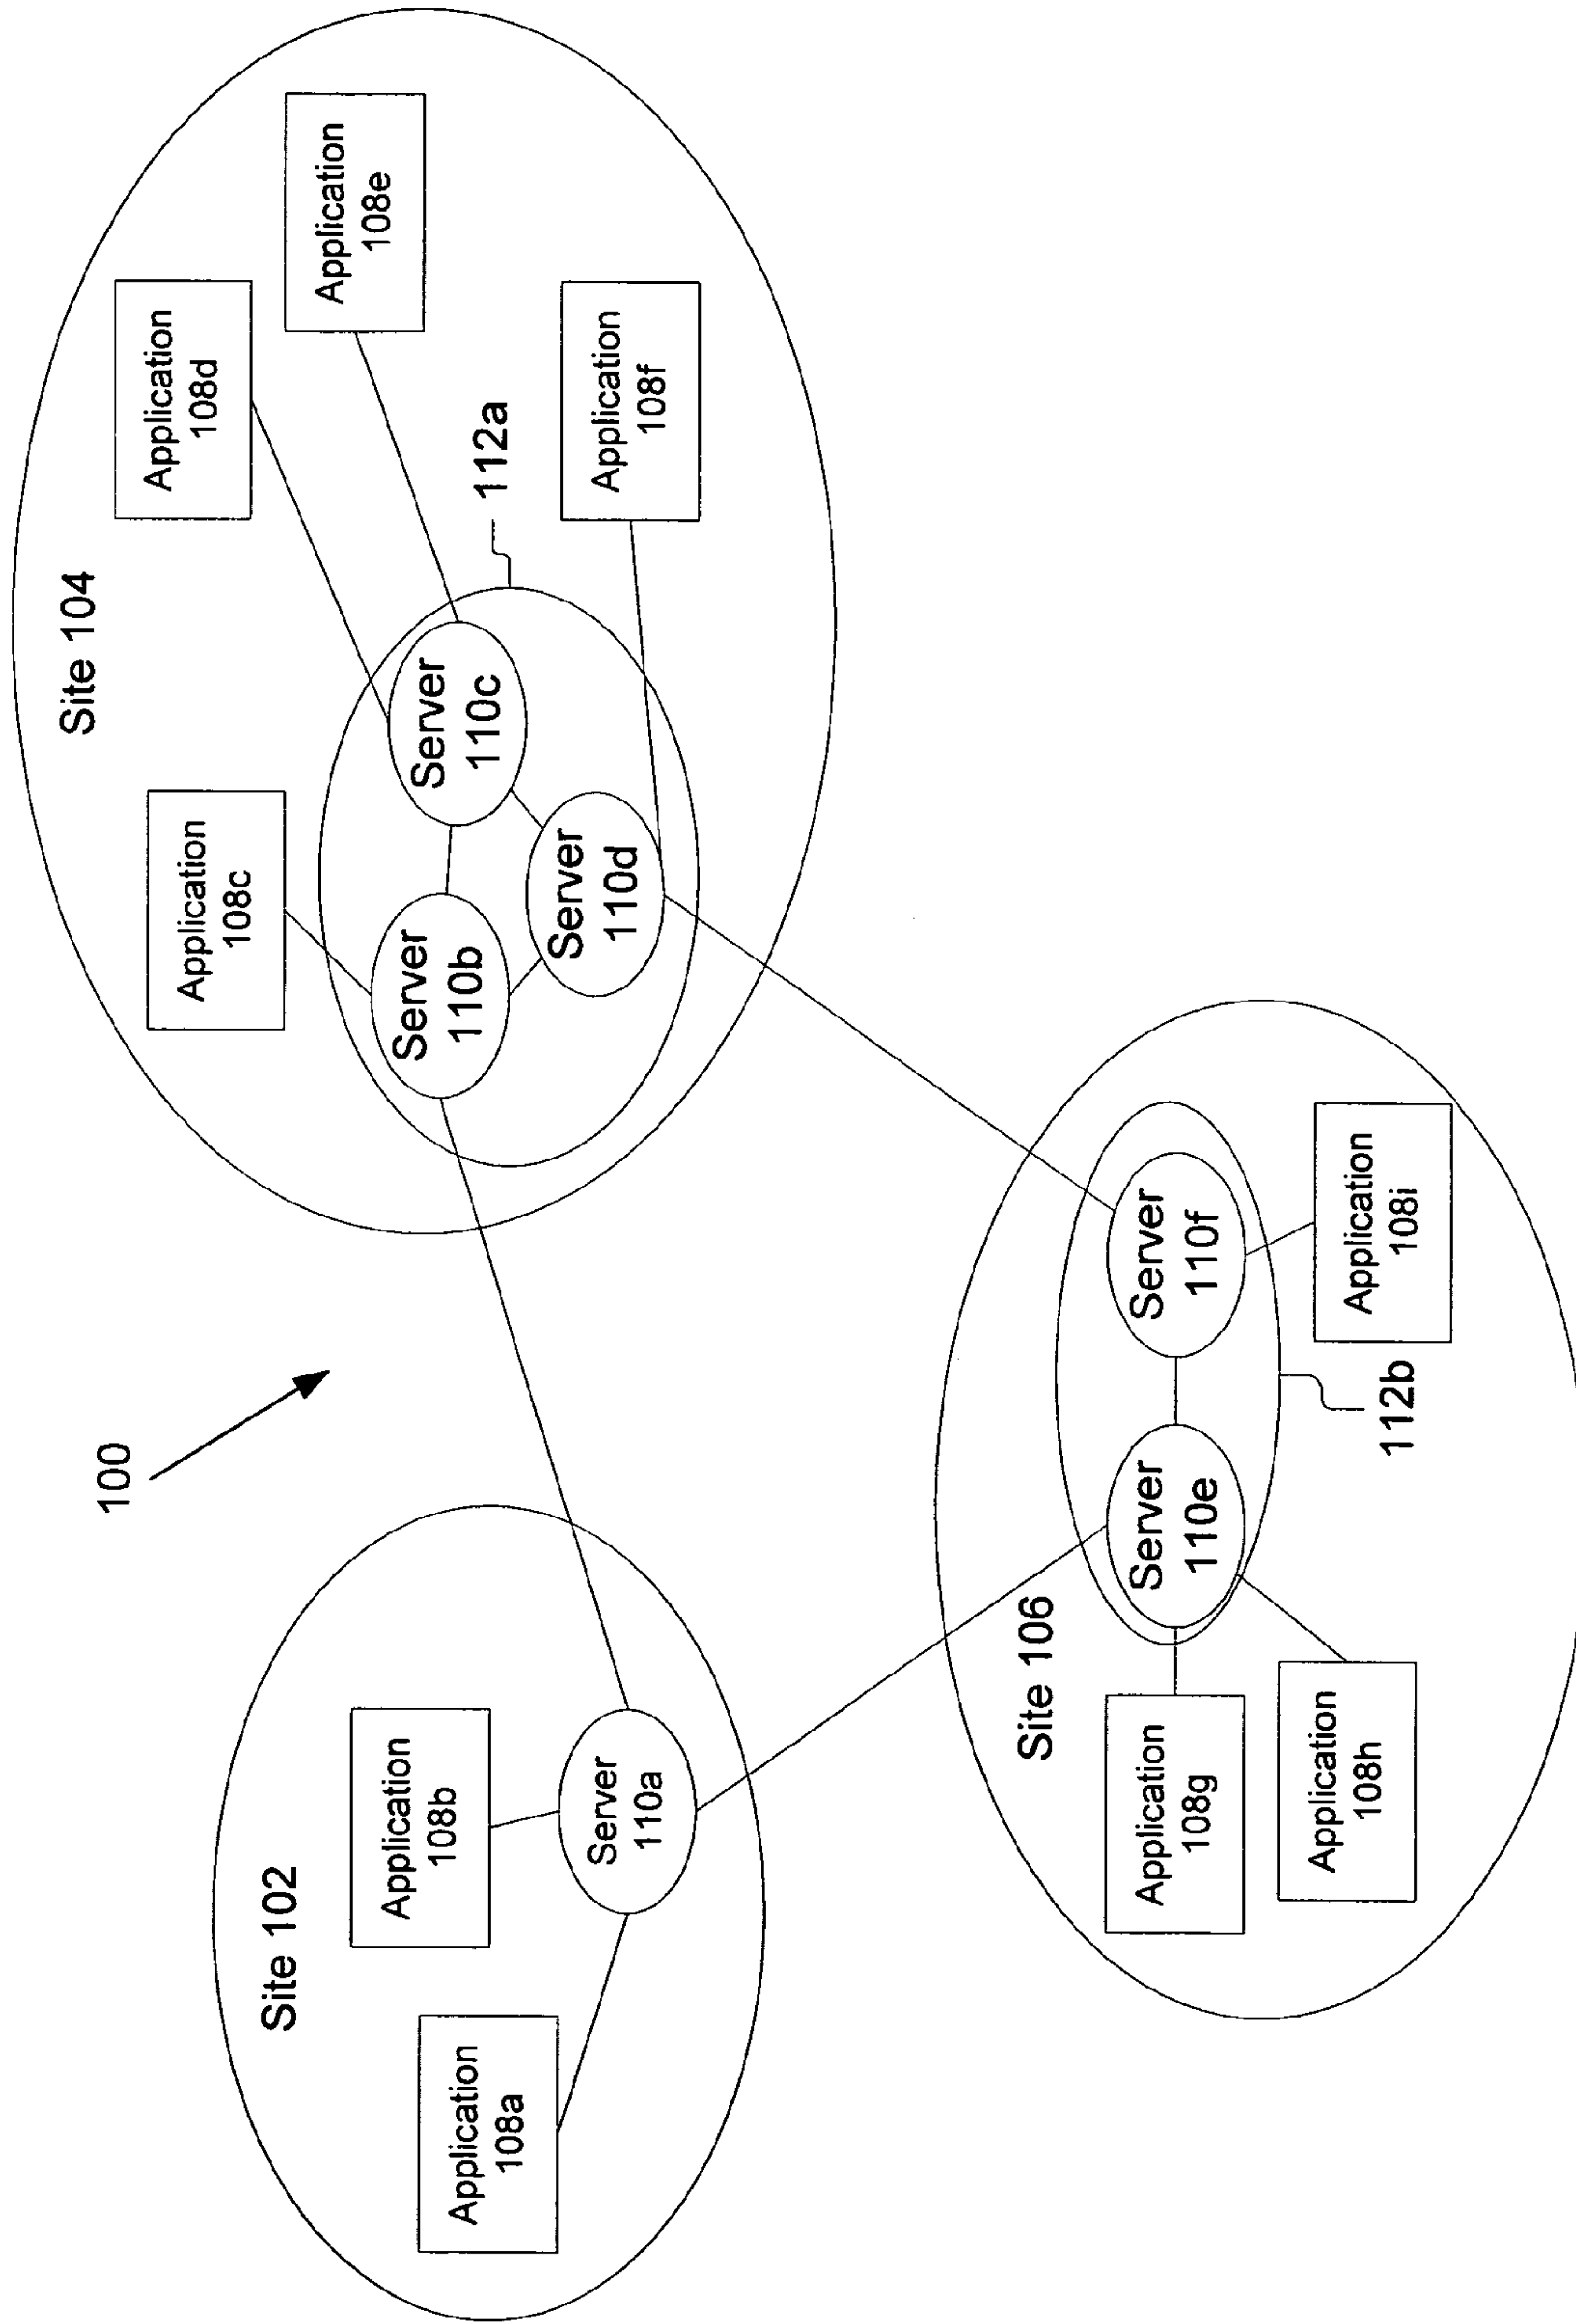 100
Site 102
Application
108a
Application
108b
Server
110a
Site 104
Application
108c
Application
108d
Application
108e
Application
108f
Server
110b
Server
110c
Server
110d
112a
Site 106
Application
108g
Application
108h
Server
110e
Server
110f
Application
108i
112b